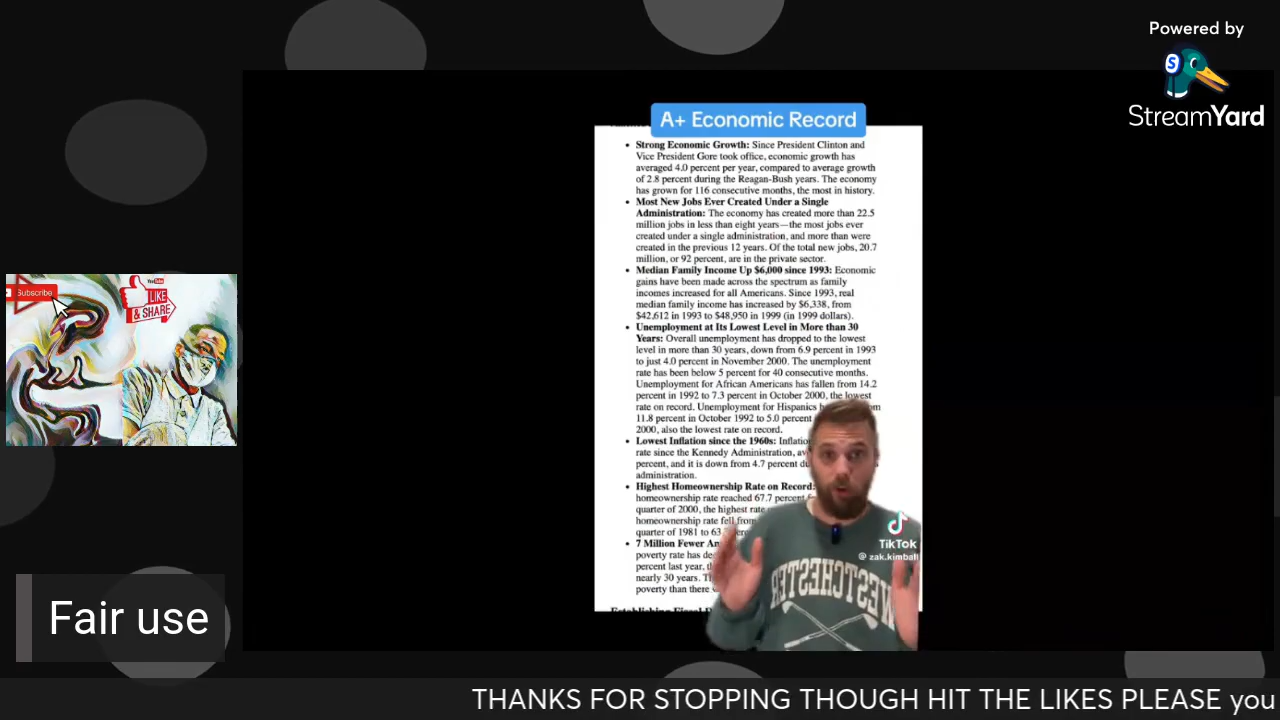 Powered by
StreamYard
A+ Economic Record
• Strong Economic Growth: Since President Clinton and
Vice President Gore took office, economic growth has
averaged 4.0 percent per year, compared to average growth
of 2.8 percent during the Reagan-Bush years. The economy
has grown for 116 consecutive months, the most in history.
• Most New Jobs Ever Created Under a Single
Administration: The economy has created more than 22.5
million jobs in less than eight years—the most jobs ever
created under a single administration, and more than were
created in the previous 12 years. Of the total new jobs, 20.7
million, or 92 percent, are in the private sector.
• Median Family Income Up $6,000 since 1993: Economic
gains have been made across the spectrum as family
incomes increased for all Americans. Since 1993, real
median family income has increased by $6,338, from
$42,612 in 1993 to $48,950 in 1999 (in 1999 dollars).
• Unemployment at Its Lowest Level in More than 30
Years: Overall unemployment has dropped to the lowest
level in more than 30 years, down from 6.9 percent in 1993
to just 4.0 percent in November 2000. The unemployment
rate has been below 5 percent for 40 consecutive months.
Unemployment for African Americans has fallen from 14.2
percent in 1992 to 7.3 percent in October 2000, the lowest
rate on record. Unemployment for Hispanics
11.8 percent in October 1992 to 5.0 percent
2000, also the lowest rate on record.
• Lowest Inflation since the 1960s:
rate since the Kennedy Administration,
percent, and it is down from 4.7 percent
administration.
• Highest Homeownership Rate on Record:
homeownership rate reached 67.7 percent
quarter of 2000, the highest rate
homeownership rate fell from
quarter of 1981 to
• 7 Million Fewer
poverty rate has
percent last year,
nearly 30 years.
poverty than there
TikTok
@ zak.kimball
WESTCHESTER
Subscribe
YouTube
LIKE
& SHARE
Fair use
THANKS FOR STOPPING THOUGH HIT THE LIKES PLEASE you